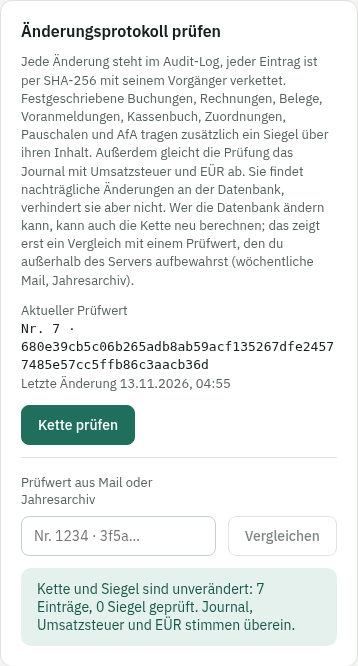 Änderungsprotokoll prüfen
Jede Änderung steht im Audit-Log, jeder Eintrag ist
per SHA-256 mit seinem Vorgänger verkettet.
Festgeschriebene Buchungen, Rechnungen, Belege,
Voranmeldungen, Kassenbuch, Zuordnungen,
Pauschalen und AfA tragen zusätzlich ein Siegel über
ihren Inhalt. Außerdem gleicht die Prüfung das
Journal mit Umsatzsteuer und EÜR ab. Sie findet
nachträgliche Änderungen an der Datenbank,
verhindert sie aber nicht. Wer die Datenbank ändern
kann, kann auch die Kette neu berechnen; das zeigt
erst ein Vergleich mit einem Prüfwert, den du
außerhalb des Servers aufbewahrst (wöchentliche
Mail, Jahresarchiv).
Aktueller Prüfwert
Nr. 7 ·
680e39cb5c06b265adb8ab59acf135267dfe2457
7485e57cc5ffb86c3aacb36d
Letzte Änderung 13.11.2026, 04:55
Kette prüfen
Prüfwert aus Mail oder
Jahresarchiv
Nr. 1234 · 3f5a…
Vergleichen
Kette und Siegel sind unverändert: 7
Einträge, 0 Siegel geprüft. Journal,
Umsatzsteuer und EÜR stimmen überein.